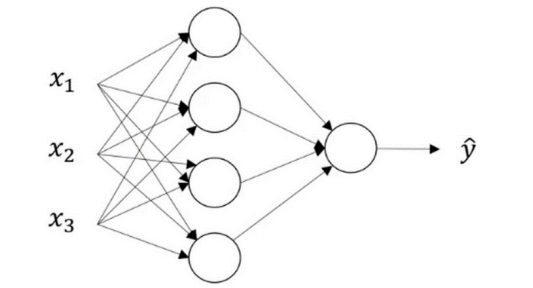 x₁
x₂
ŷ
x₃